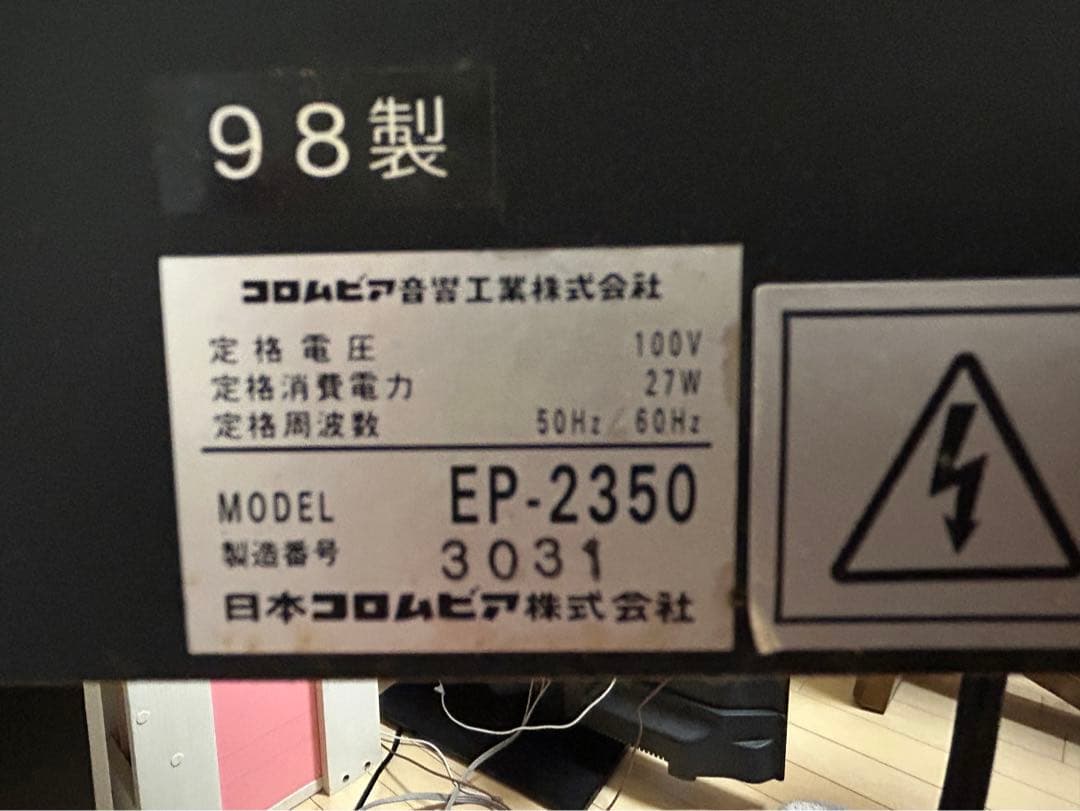 98製
コロムビア音響工業株式会社
定格電圧 100V
定格消費電力 27W
定格周波数 50Hz/60Hz
MODEL EP-2350
製造番号 3031
日本コロムビア株式会社